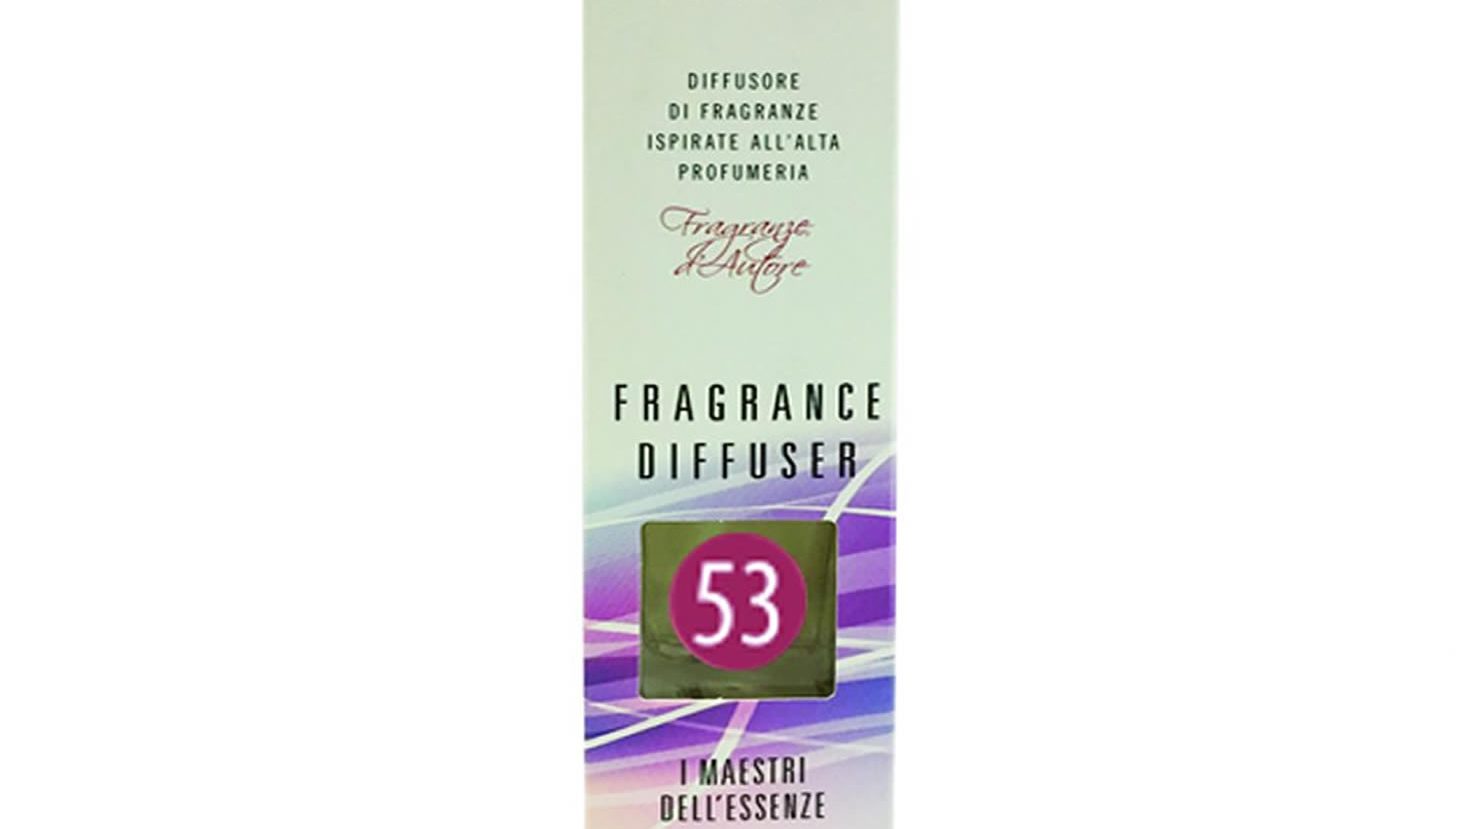 DIFFUSORE
DI FRAGRANZE
ISPIRATE ALL'ALTA
PROFUMERIA
Fragranze
d'Autore
FRAGRANCE
DIFFUSER
53
I MAESTRI
DELL'ESSENZE